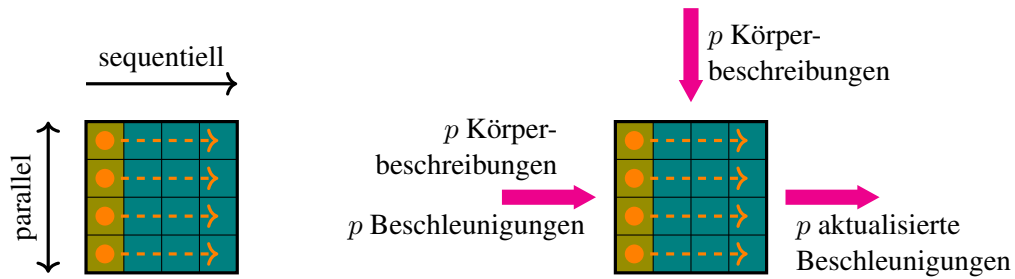 sequentiell
parallel
p Körper-
beschreibungen
p Körper-
beschreibungen
p Beschleunigungen
p aktualisierte
Beschleunigungen